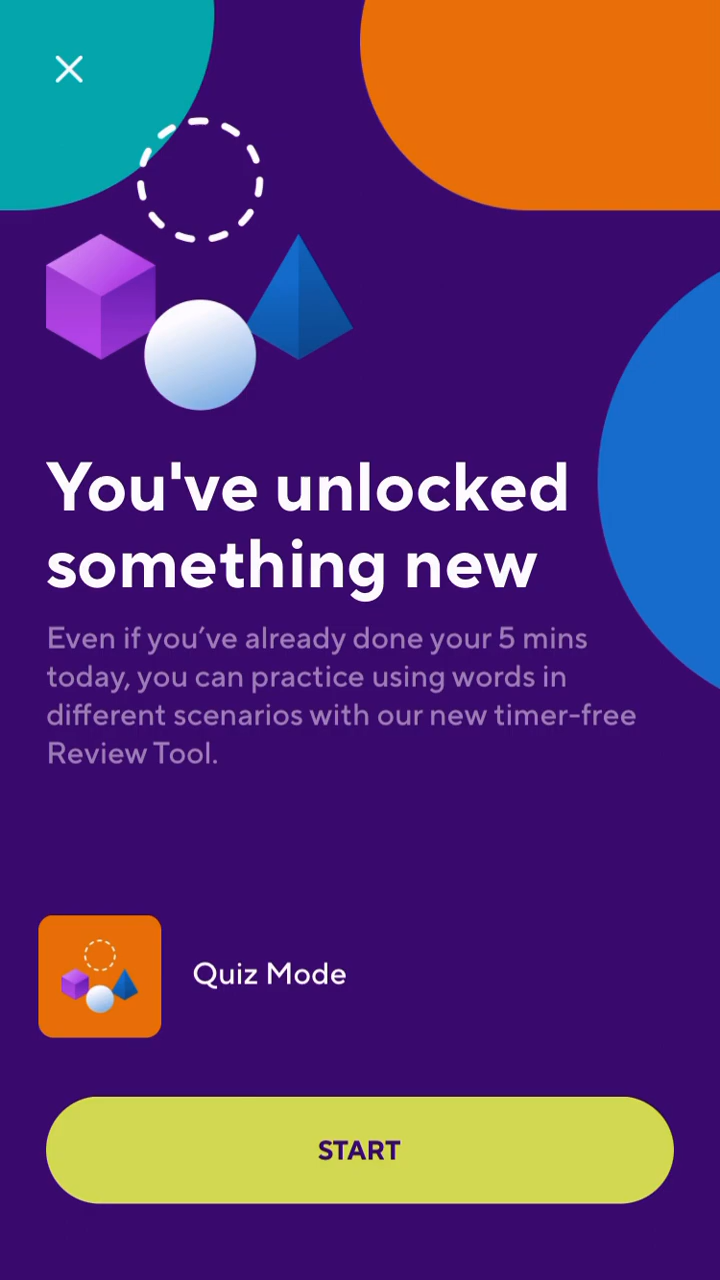 You've unlocked
something new
Even if you’ve already done your 5 mins
today, you can practice using words in
different scenarios with our new timer-free
Review Tool.
Quiz Mode
START